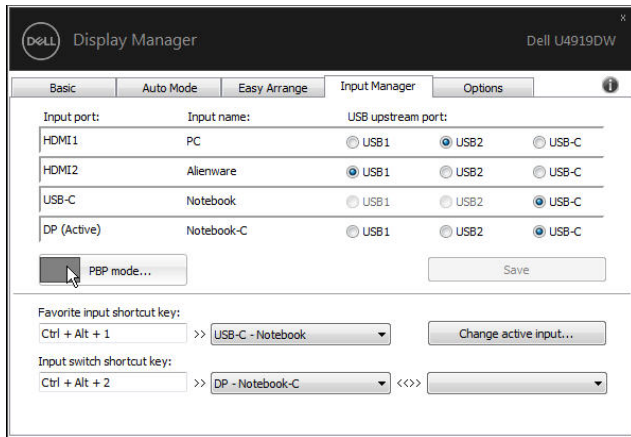 DELL Display Manager Dell U4919DW x
Basic Auto Mode Easy Arrange Input Manager Options i
Input port: Input name: USB upstream port:
HDMI1 PC USB1 USB2 USB-C
HDMI2 Alienware USB1 USB2 USB-C
USB-C Notebook USB1 USB2 USB-C
DP (Active) Notebook-C USB1 USB2 USB-C
PBP mode... Save
Favorite input shortcut key:
Ctrl + Alt + 1 >> USB-C - Notebook Change active input...
Input switch shortcut key:
Ctrl + Alt + 2 >> DP - Notebook-C <<>>